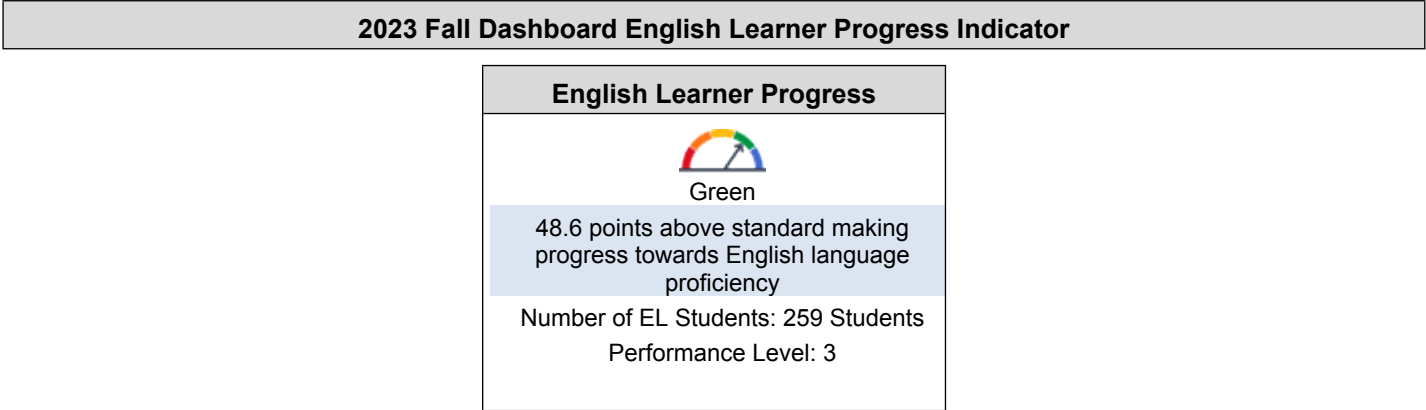 2023 Fall Dashboard English Learner Progress Indicator
English Learner Progress
Green
48.6 points above standard making
progress towards English language
proficiency
Number of EL Students: 259 Students
Performance Level: 3